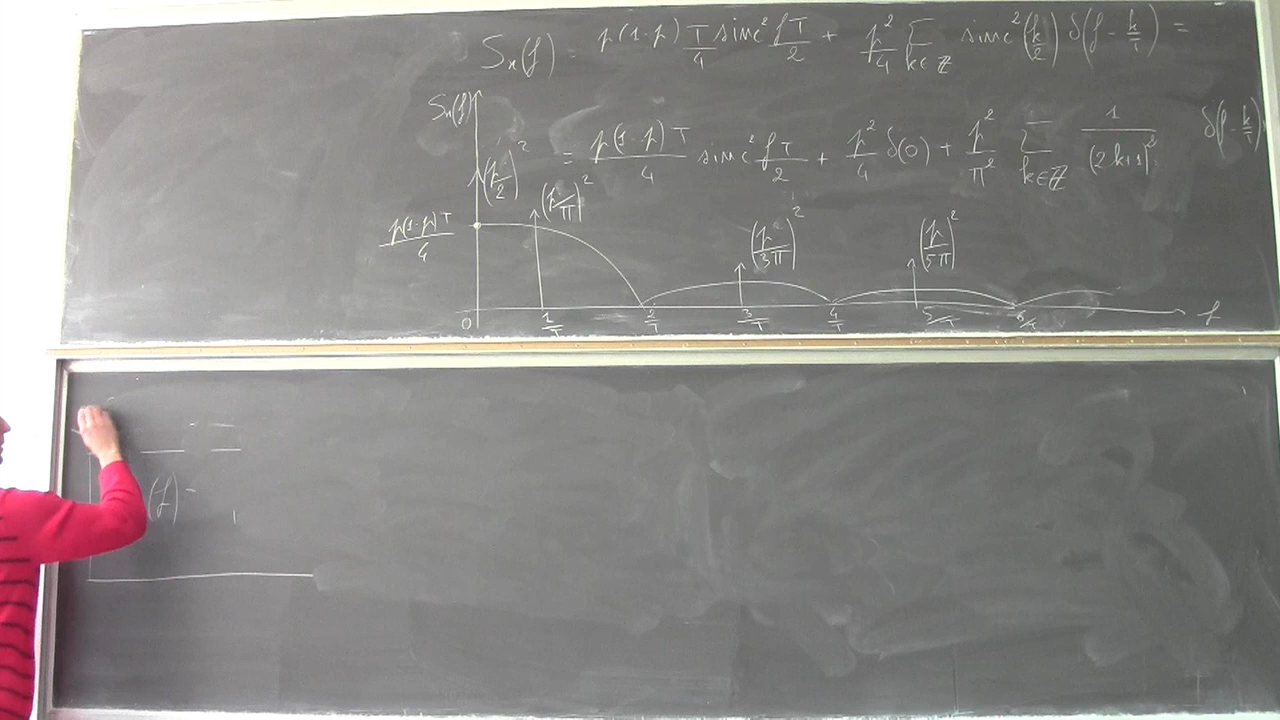 Sₓ(f) = p(1-p) T/4 sinc² fT/2 + p²/4 Σ_{k∈ℤ} sinc²(k/2) δ(f - k/T) =
Sₓ(f)
= p(1-p)T/4 sinc² fT/2 + p²/4 δ(0) + p²/π² Σ_{k∈ℤ} 1/(2k+1)² δ(f - k/T)
(p/2)² (p/π)²
p(1-p)T/4 (p/3π)² (p/5π)²
0 1/T 2/T 3/T 4/T 5/T 6/T f
(f) =